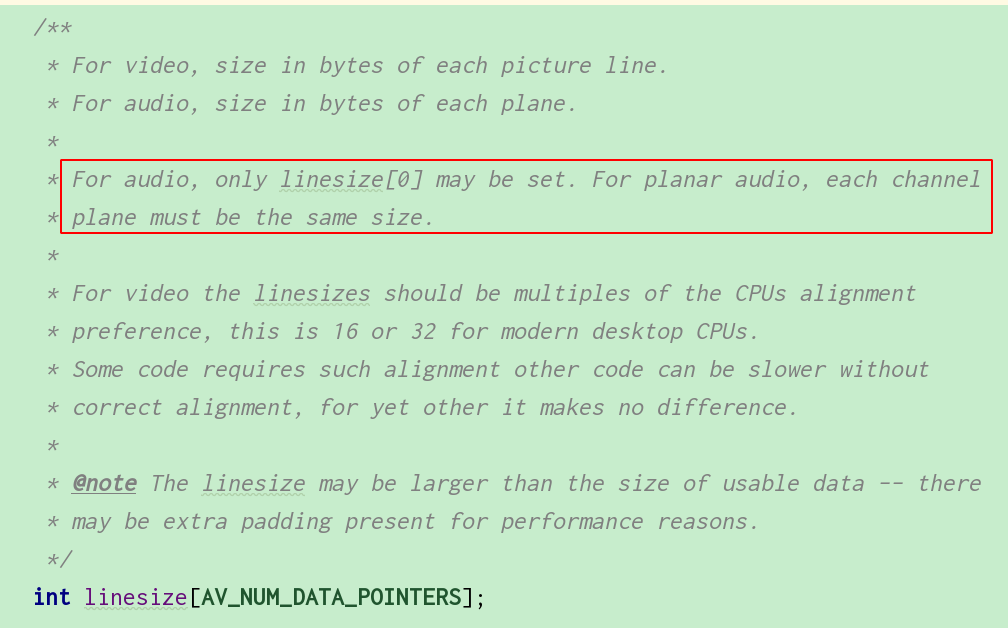 /**
* For video, size in bytes of each picture line.
* For audio, size in bytes of each plane.
*
* For audio, only linesize[0] may be set. For planar audio, each channel
* plane must be the same size.
*
* For video the linesizes should be multiples of the CPUs alignment
* preference, this is 16 or 32 for modern desktop CPUs.
* Some code requires such alignment other code can be slower without
* correct alignment, for yet other it makes no difference.
*
* @note The linesize may be larger than the size of usable data -- there
* may be extra padding present for performance reasons.
*/
int linesize[AV_NUM_DATA_POINTERS];